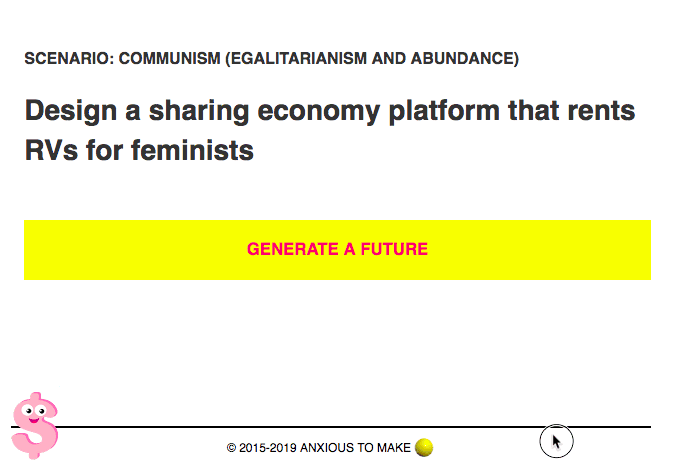 SCENARIO: COMMUNISM (EGALITARIANISM AND ABUNDANCE)
Design a sharing economy platform that rents
RVs for feminists
GENERATE A FUTURE
© 2015-2019 ANXIOUS TO MAKE